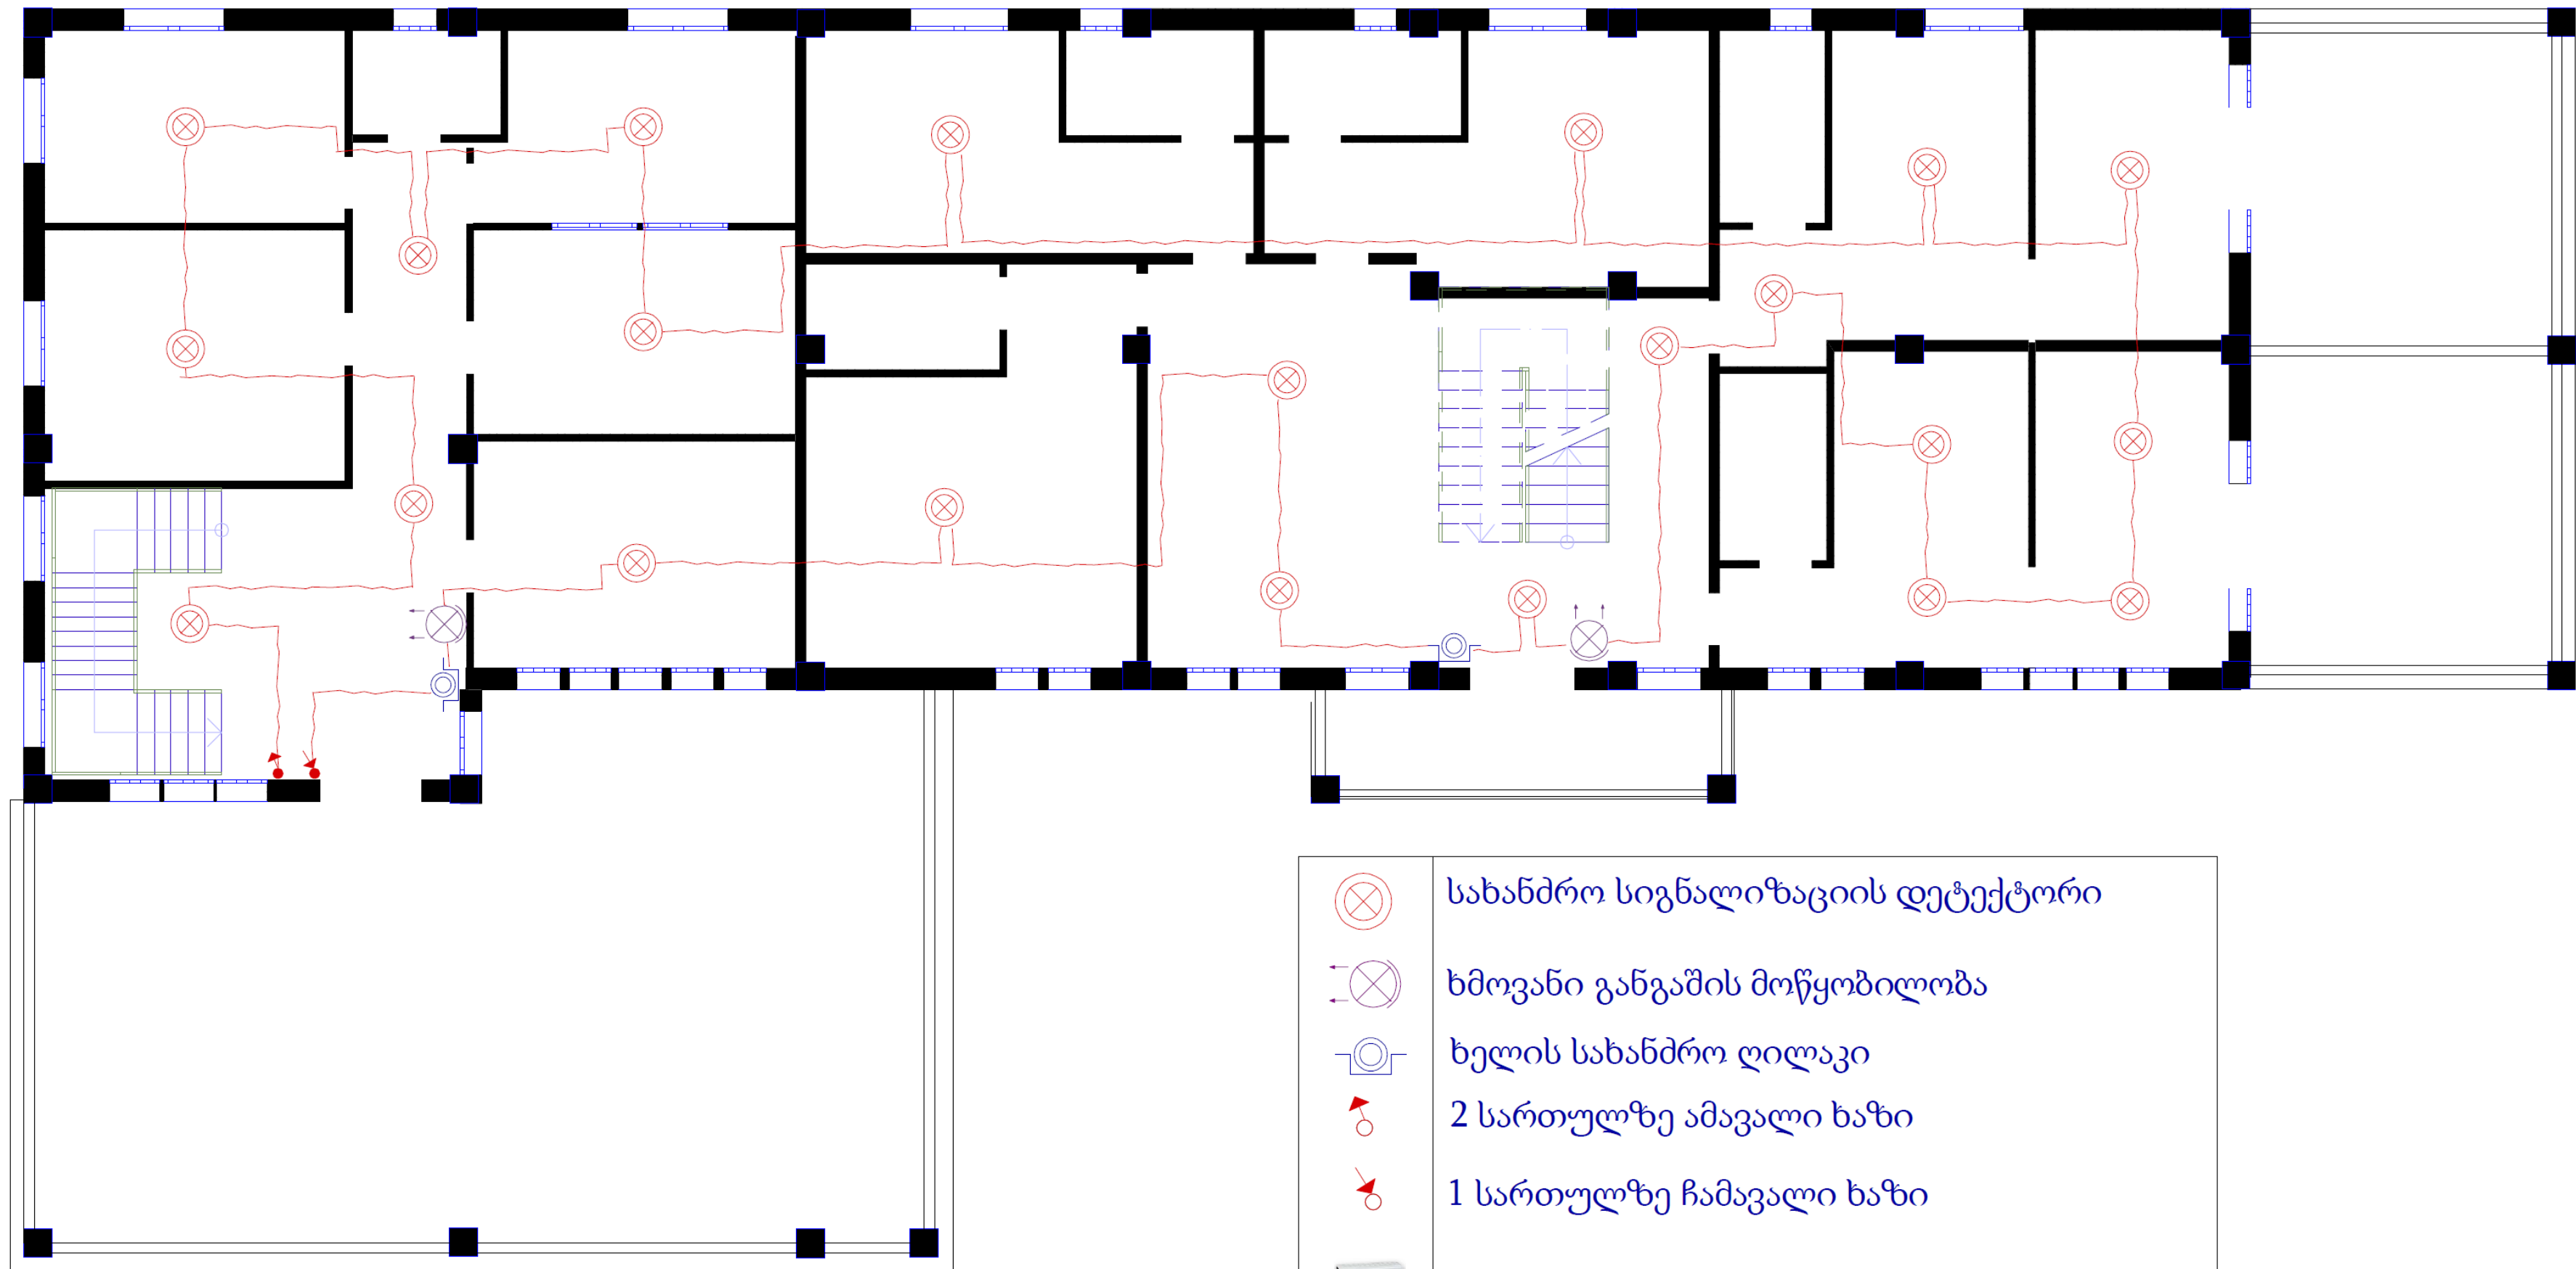 სახანძრო სიგნალიზაციის დეტექტორი
ხმოვანი განგაშის მოწყობილობა
ხელის სახანძრო ღილაკი
2 სართულზე ამავალი ხაზი
1 სართულზე ჩამავალი ხაზი